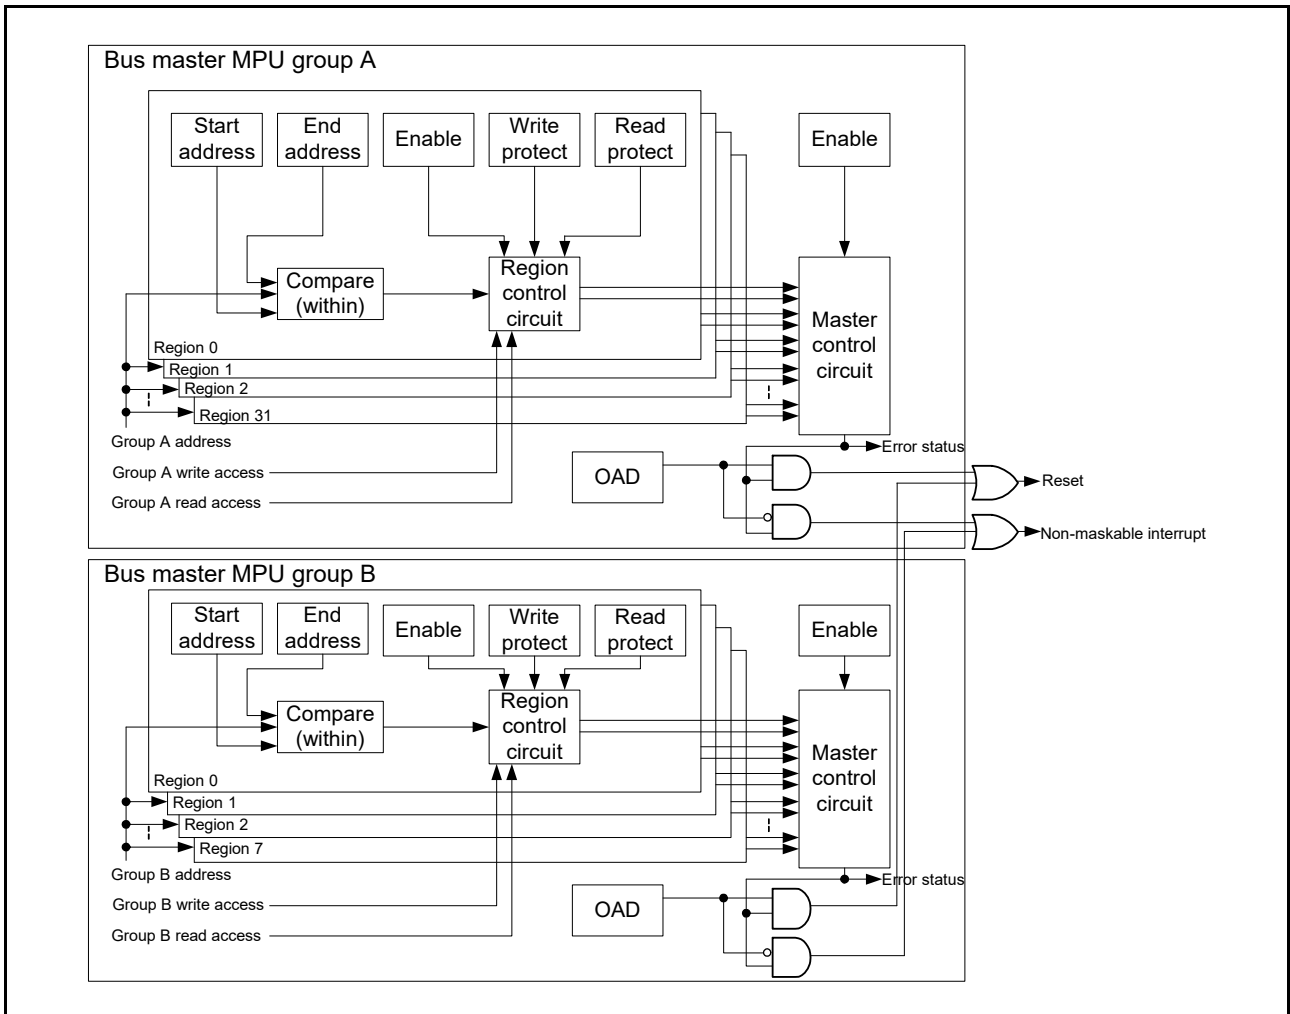 Bus master MPU group A
Start
address
End
address
Enable
Write
protect
Read
protect
Enable
Compare
(within)
Region
control
circuit
Master
control
circuit
Region 0
Region 1
Region 2
Region 31
Group A address
Group A write access
Group A read access
OAD
Error status
Reset
Non-maskable interrupt
Bus master MPU group B
Start
address
End
address
Enable
Write
protect
Read
protect
Enable
Compare
(within)
Region
control
circuit
Master
control
circuit
Region 0
Region 1
Region 2
Region 7
Group B address
Group B write access
Group B read access
OAD
Error status